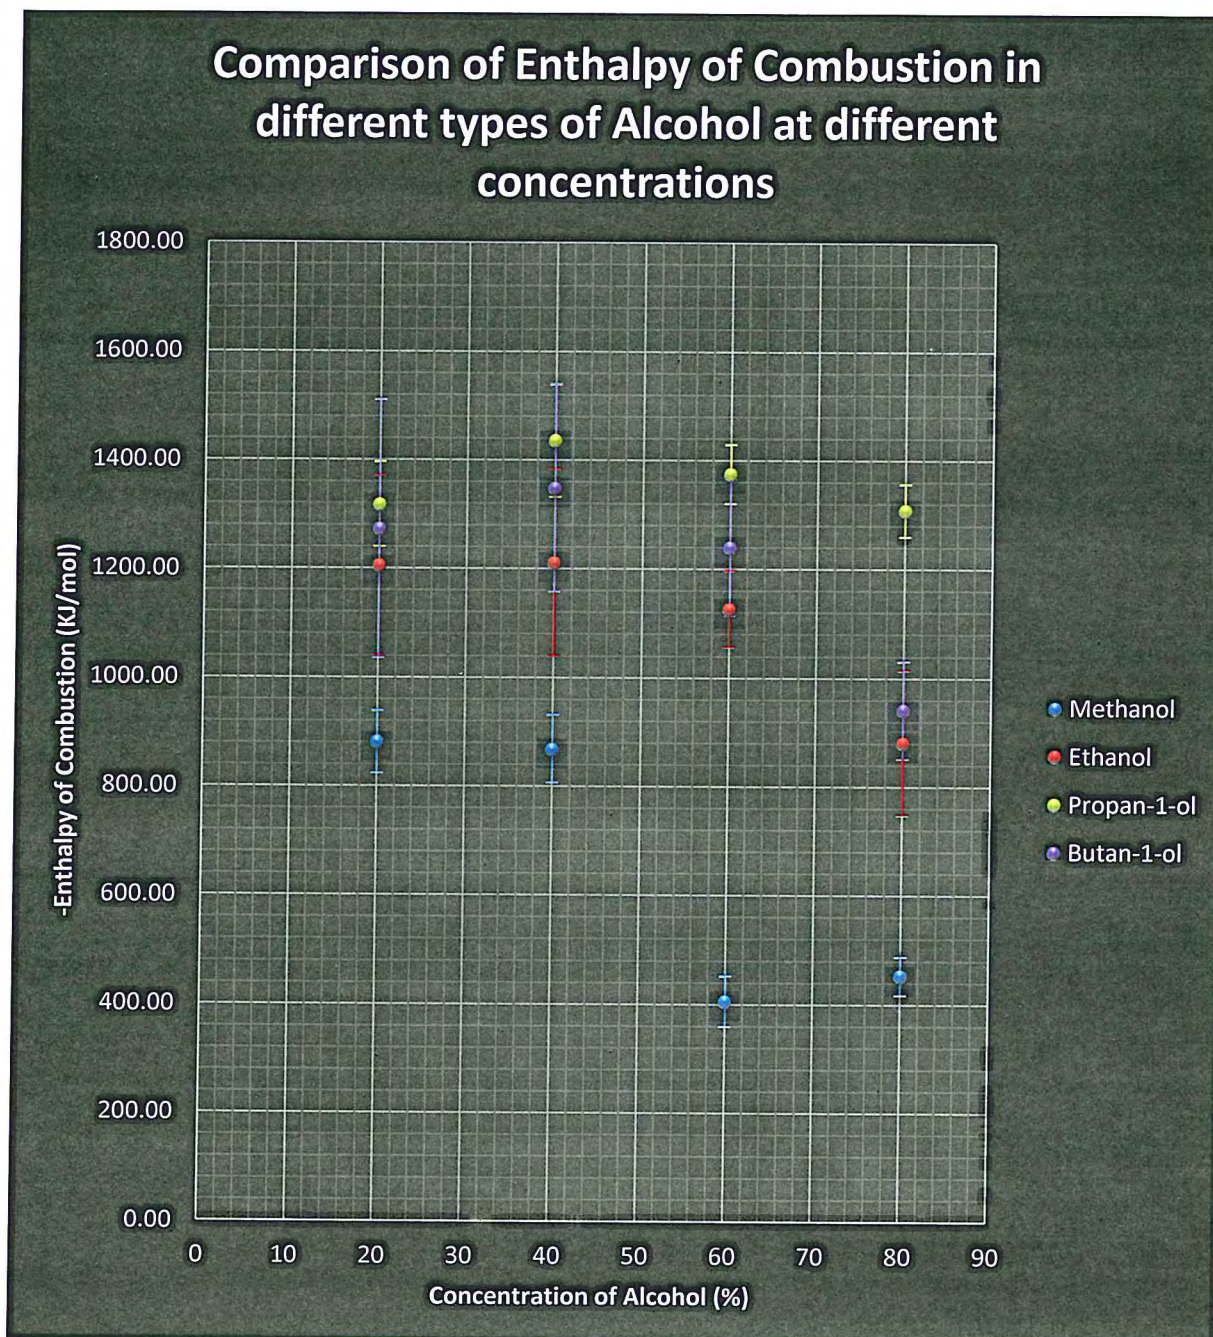 Comparison of Enthalpy of Combustion in
different types of Alcohol at different
concentrations
1800.00
1600.00
1400.00
1200.00
1000.00
800.00
600.00
400.00
200.00
0.00
-Enthalpy of Combustion (KJ/mol)
0 10 20 30 40 50 60 70 80 90
Concentration of Alcohol (%)
Methanol
Ethanol
Propan-1-ol
Butan-1-ol